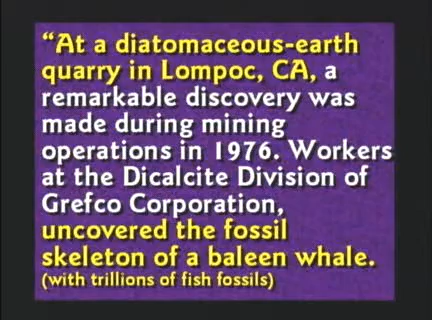 “At a diatomaceous-earth
quarry in Lompoc, CA, a
remarkable discovery was
made during mining
operations in 1976. Workers
at the Dicalcite Division of
Grefco Corporation,
uncovered the fossil
skeleton of a baleen whale.
(with trillions of fish fossils)